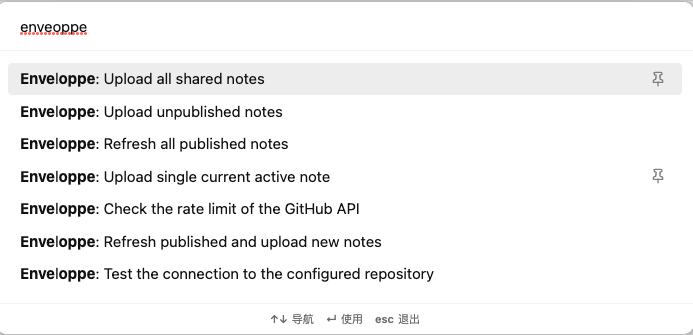 enveoppe
Enveloppe: Upload all shared notes
Enveloppe: Upload unpublished notes
Enveloppe: Refresh all published notes
Enveloppe: Upload single current active note
Enveloppe: Check the rate limit of the GitHub API
Enveloppe: Refresh published and upload new notes
Enveloppe: Test the connection to the configured repository
↑↓ 导航 ↵ 使用 esc 退出